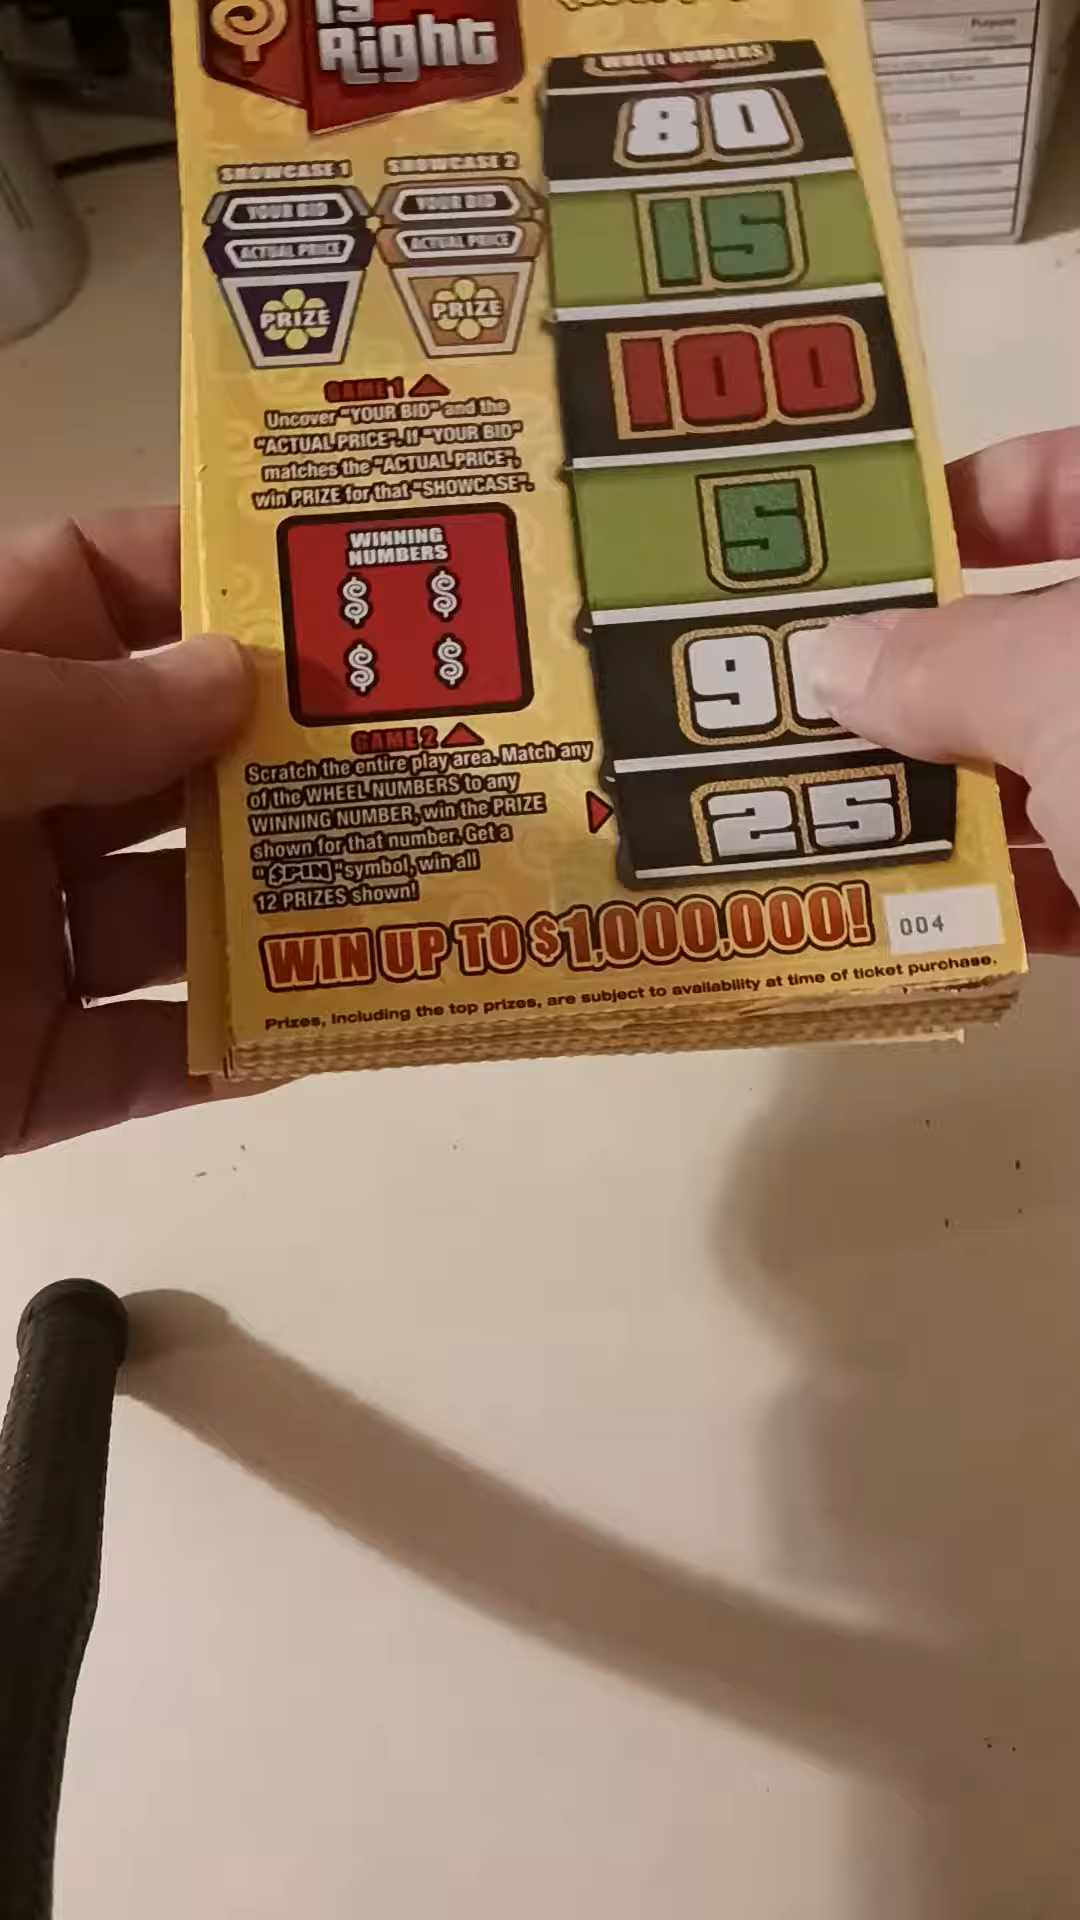 is
Right
™
WHEEL NUMBERS
80
15
100
5
9
25
SHOWCASE 1
YOUR BID
ACTUAL PRICE
PRIZE
SHOWCASE 2
YOUR BID
ACTUAL PRICE
PRIZE
GAME 1
Uncover "YOUR BID" and the
"ACTUAL PRICE". If "YOUR BID"
matches the "ACTUAL PRICE",
win PRIZE for that "SHOWCASE".
WINNING
NUMBERS
$ $
$ $
GAME 2
Scratch the entire play area. Match any
of the WHEEL NUMBERS to any
WINNING NUMBER, win the PRIZE
shown for that number. Get a
"$PIN" symbol, win all
12 PRIZES shown!
WIN UP TO $1,000,000!
004
Prizes, including the top prizes, are subject to availability at time of ticket purchase.
Purpose